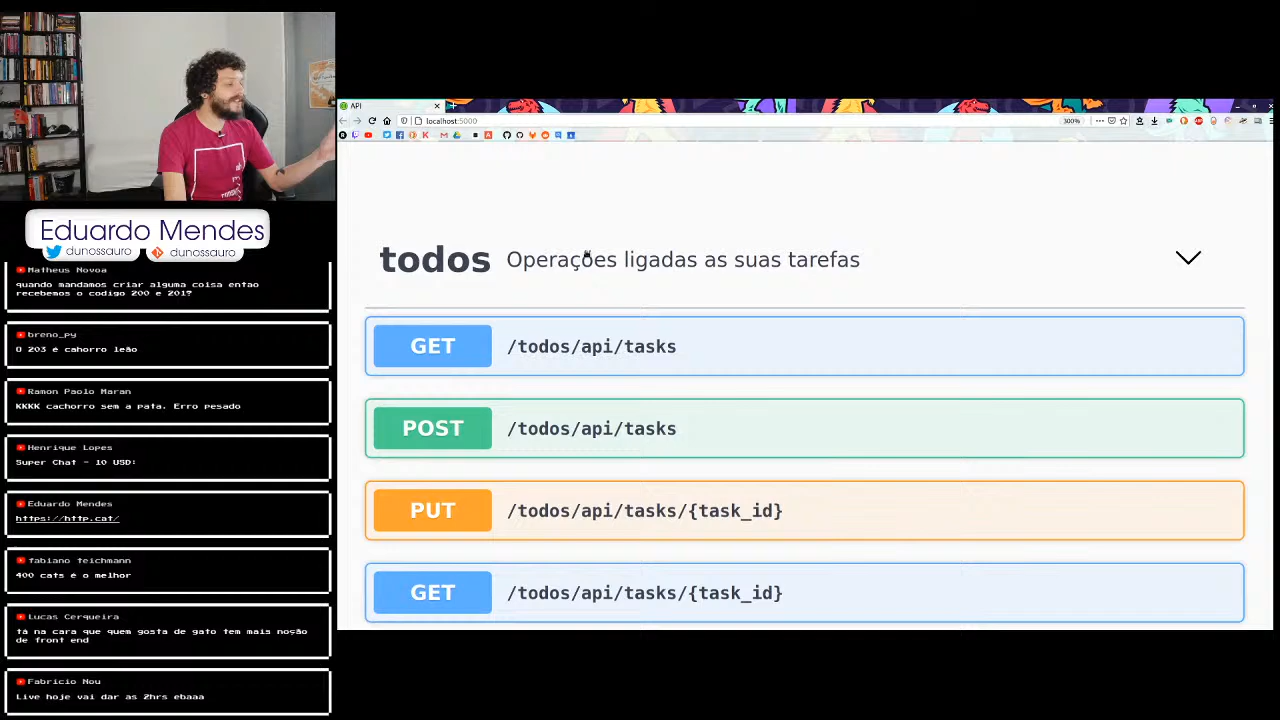 Eduardo Mendes
dunossauro
dunossauro
Matheus Novoa
quando mandamos criar alguma coisa entao
recebemos o codigo 200 e 201?
breno_py
O 203 é cahorro leão
Ramon Paolo Maran
KKKK cachorro sem a pata. Erro pesado
Henrique Lopes
Super Chat - 10 USD:
Eduardo Mendes
https://http.cat/
fabiano teichmann
400 cats é o melhor
Lucas Cerqueira
tá na cara que quem gosta de gato tem mais noção
de front end
Fabricio Nou
Live hoje vai dar as 2hrs ebaaa
API
localhost:5000
300%
todos Operações ligadas as suas tarefas
GET /todos/api/tasks
POST /todos/api/tasks
PUT /todos/api/tasks/{task_id}
GET /todos/api/tasks/{task_id}